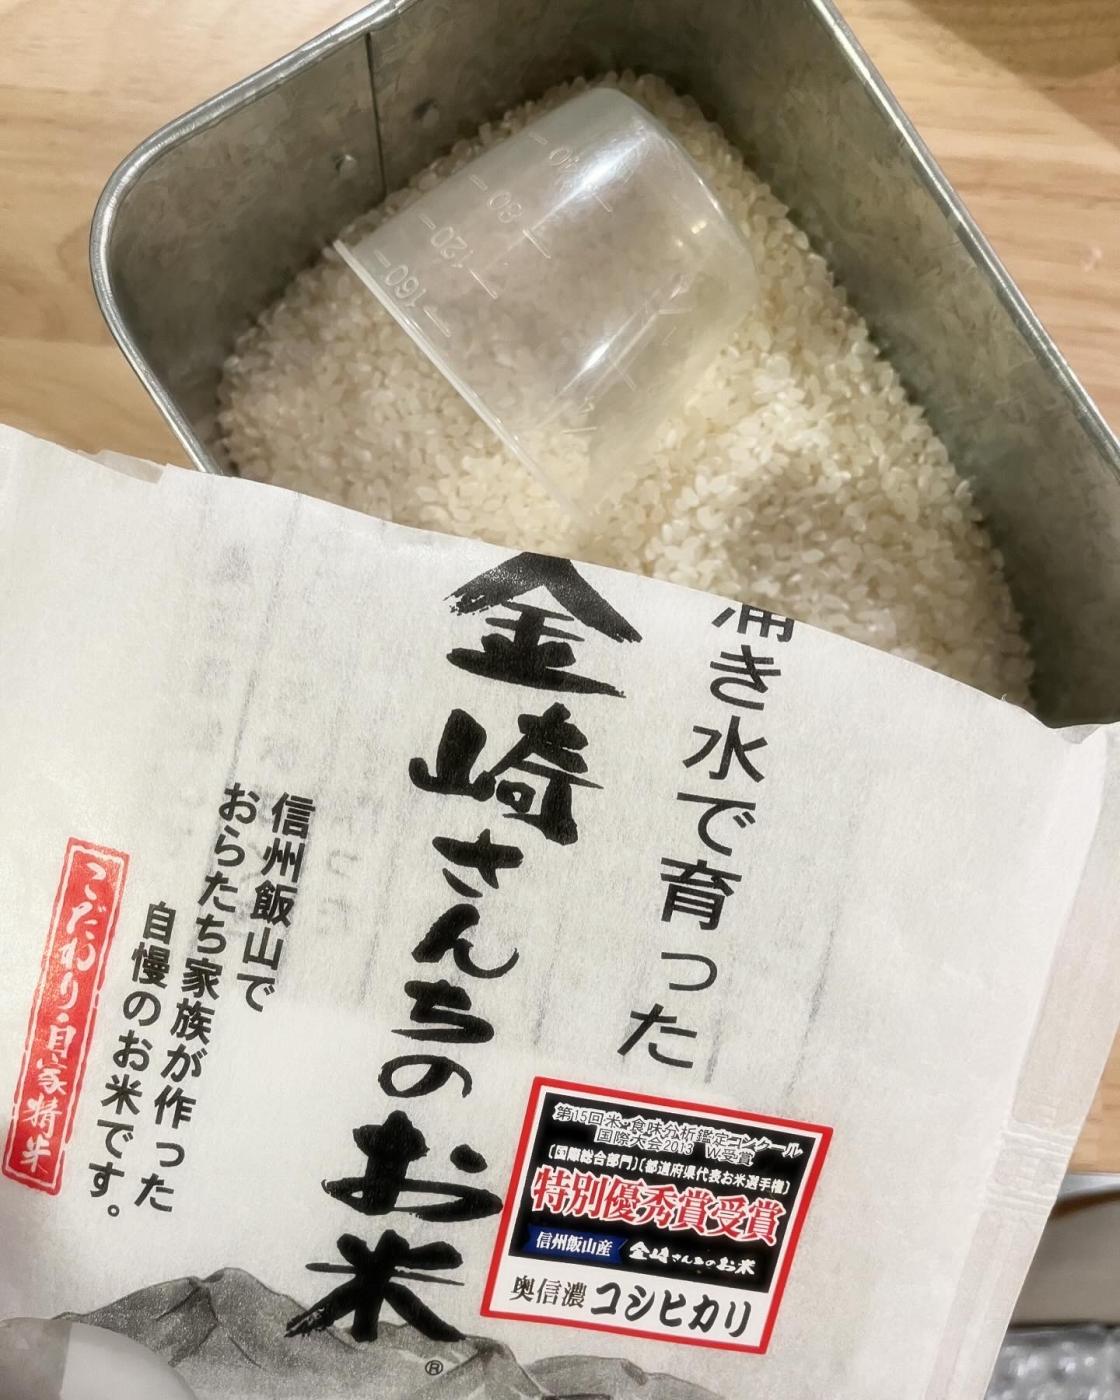 湧き水で育った
金崎さんちのお米
®
信州飯山で
おらたち家族が作った
自慢のお米です。
こだわり・自家精米
第15回米・食味分析鑑定コンクール
国際大会2013 W受賞
〔国際総合部門〕〔都道府県代表お米選手権〕
特別優秀賞受賞
信州飯山産 金崎さんちのお米
奥信濃 コシヒカリ
40
80
120
160